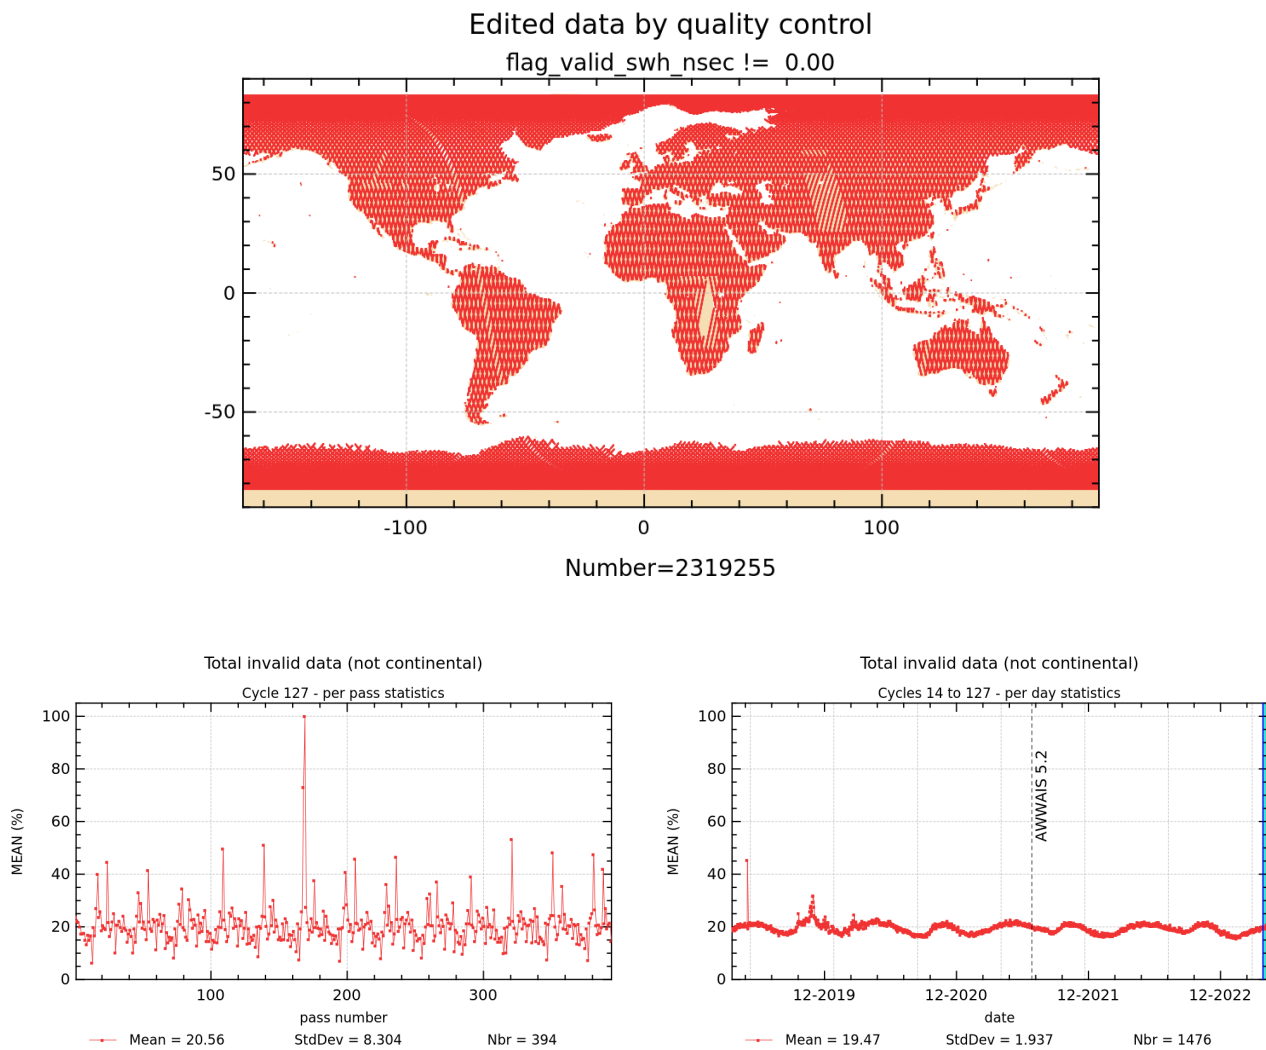 Edited data by quality control
flag_valid_swh_nsec !=  0.00
50
0
-50
-100 0 100
Number=2319255
Total invalid data (not continental)
Cycle 127 - per pass statistics
MEAN (%)
100
80
60
40
20
0
100 200 300
pass number
Mean = 20.56 StdDev = 8.304 Nbr = 394
Total invalid data (not continental)
Cycles 14 to 127 - per day statistics
MEAN (%)
100
80
60
40
20
0
AWWAIS 5.2
12-2019 12-2020 12-2021 12-2022
date
Mean = 19.47 StdDev = 1.937 Nbr = 1476